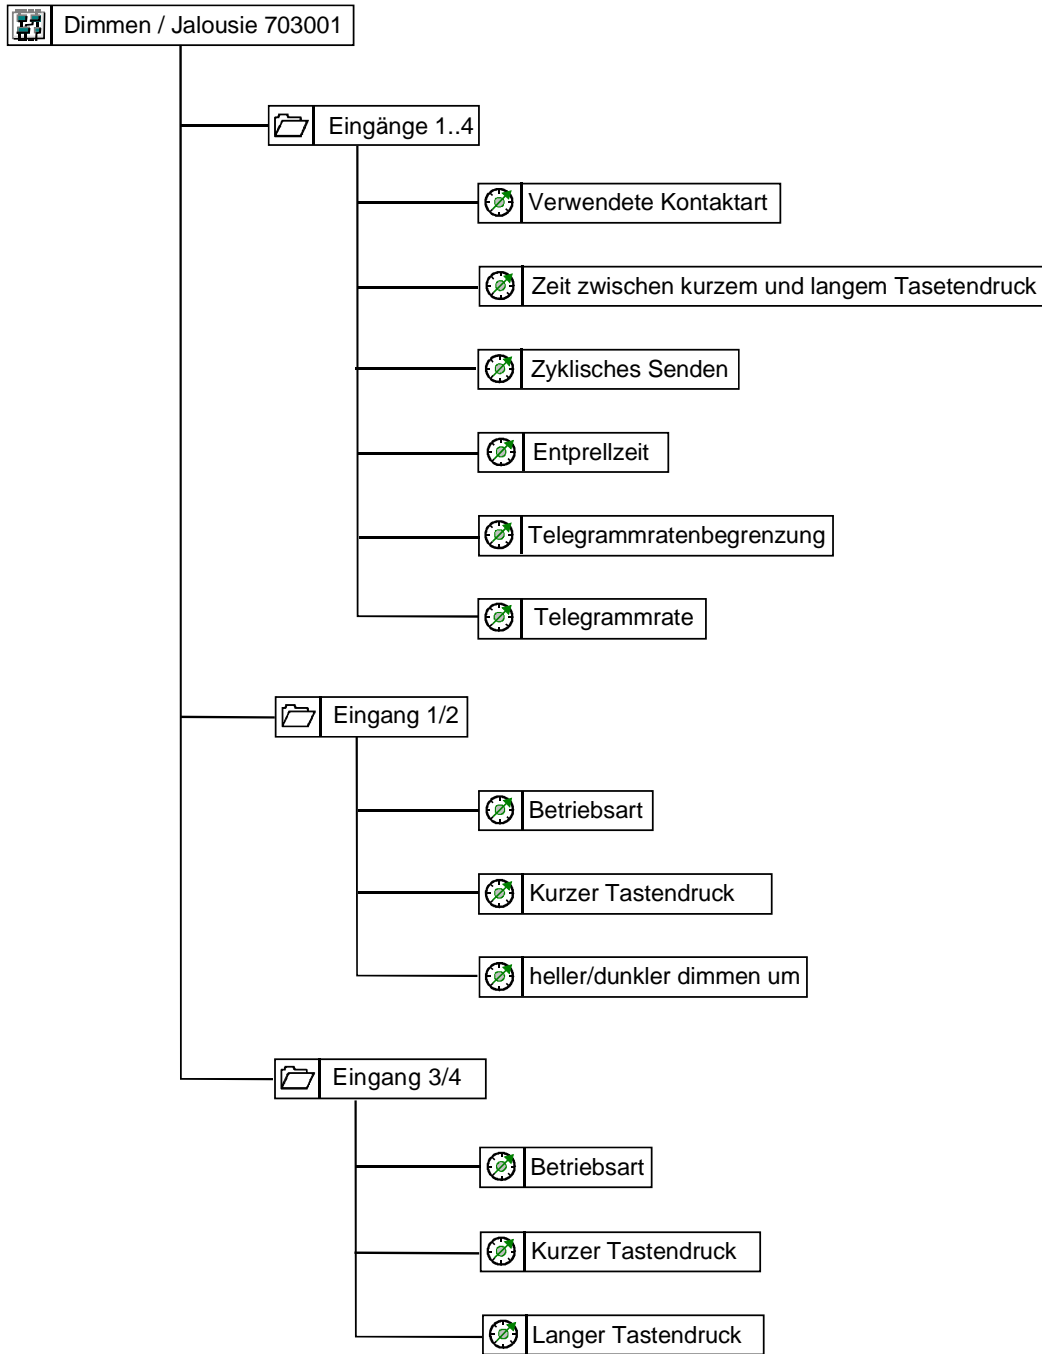 Dimmen / Jalousie 703001
Eingänge 1..4
Verwendete Kontaktart
Zeit zwischen kurzem und langem Tasetendruck
Zyklisches Senden
Entprellzeit
Telegrammratenbegrenzung
Telegrammrate
Eingang 1/2
Betriebsart
Kurzer Tastendruck
heller/dunkler dimmen um
Eingang 3/4
Betriebsart
Kurzer Tastendruck
Langer Tastendruck